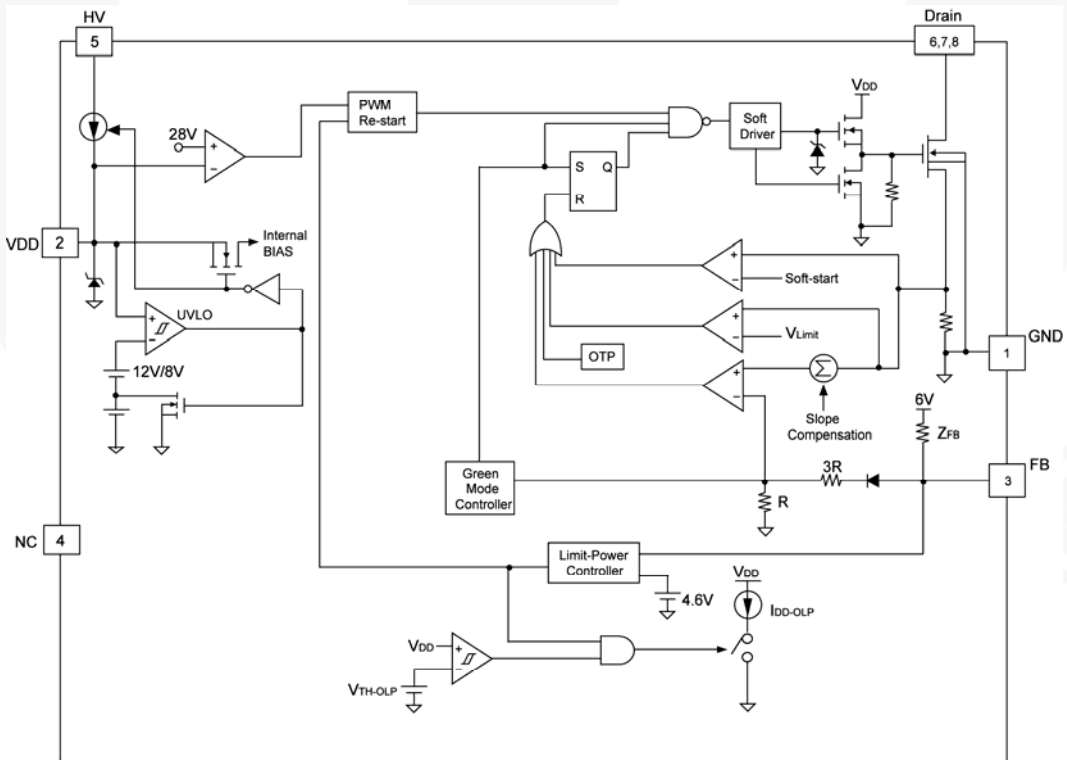 HV
5
Drain
6,7,8
PWM
Re-start
VDD
Soft
Driver
28V
+
−
S Q
R
VDD
2
Internal
BIAS
+
−
Soft-start
+
−
UVLO
+
−
VLimit
GND
1
12V/8V
OTP
+
−
Σ
Slope
Compensation
6V
ZFB
FB
3
Green
Mode
Controller
3R
R
NC
4
Limit-Power
Controller
4.6V
VDD
IDD-OLP
VDD
+
−
VTH-OLP